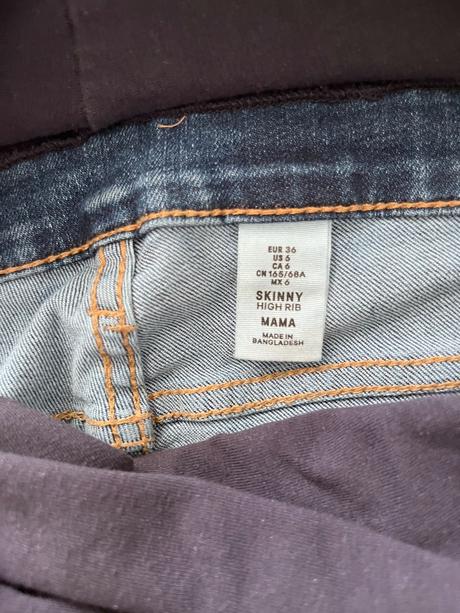 EUR 36
US 6
CA 6
CN 165/68A
MX 6
SKINNY
HIGH RIB
MAMA
MADE IN
BANGLADESH